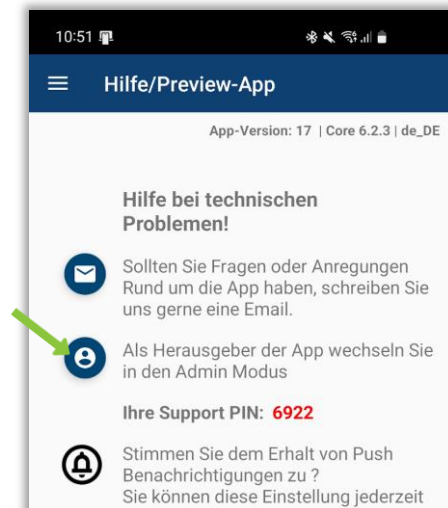 10:51
Hilfe/Preview-App
App-Version: 17 | Core 6.2.3 | de_DE
Hilfe bei technischen
Problemen!
Sollten Sie Fragen oder Anregungen
Rund um die App haben, schreiben Sie
uns gerne eine Email.
Als Herausgeber der App wechseln Sie
in den Admin Modus
Ihre Support PIN: 6922
Stimmen Sie dem Erhalt von Push
Benachrichtigungen zu ?
Sie können diese Einstellung jederzeit